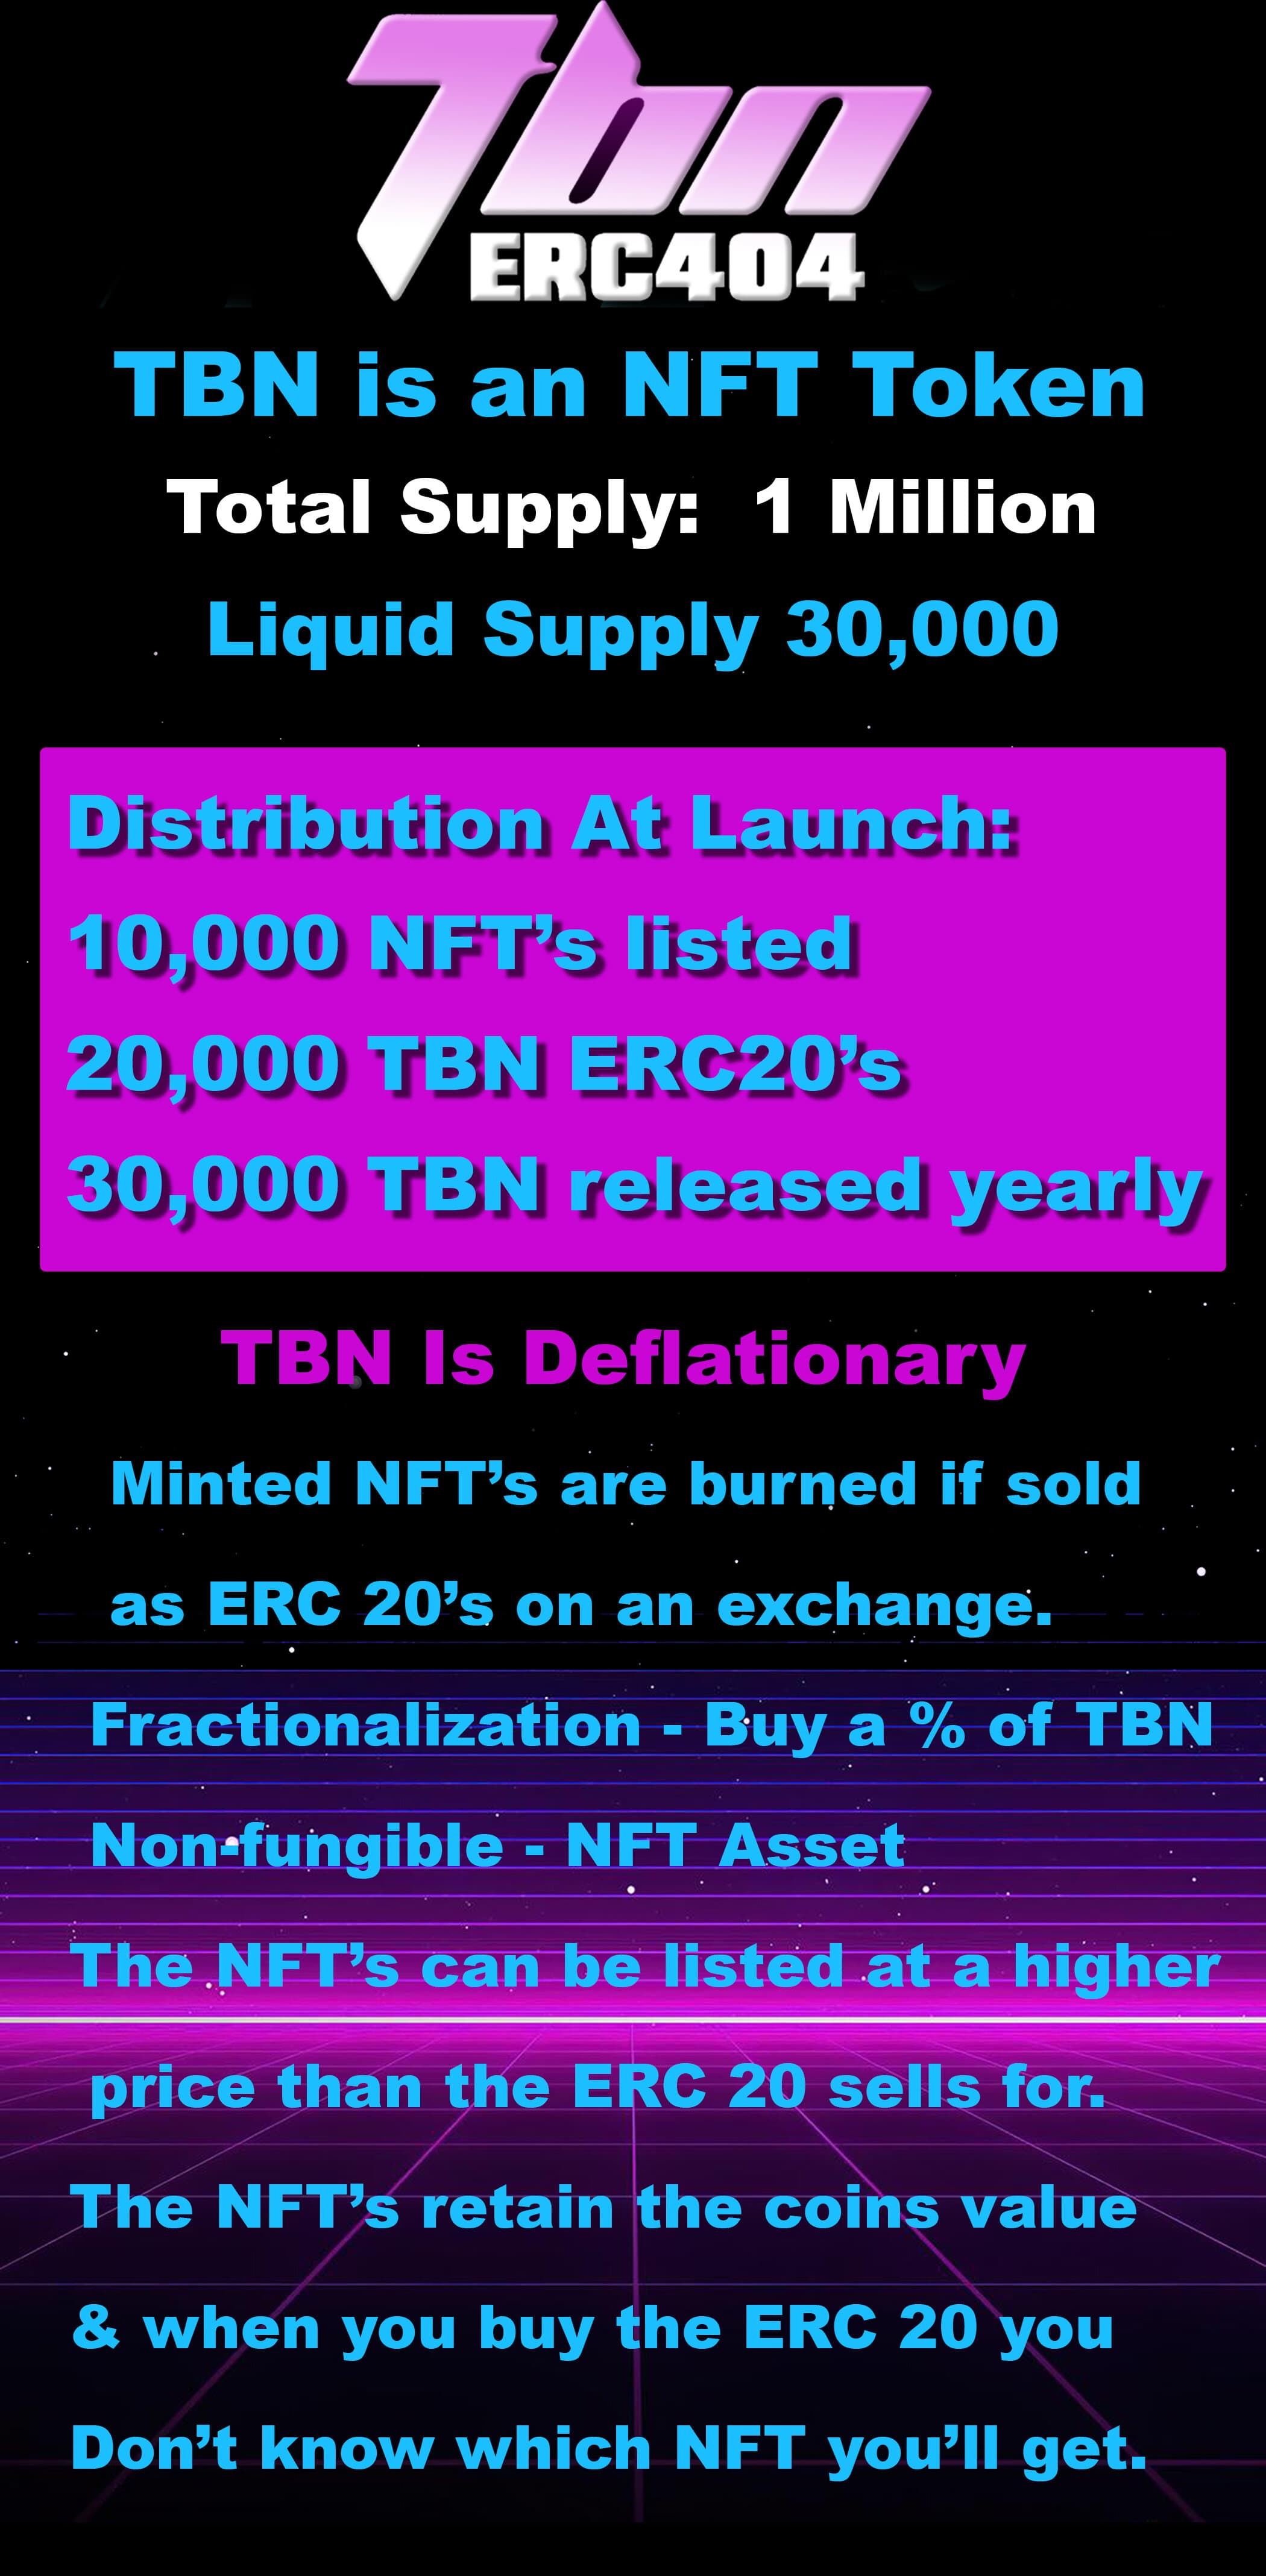 Tbn
ERC404
TBN is an NFT Token
Total Supply: 1 Million
Liquid Supply 30,000
Distribution At Launch:
10,000 NFT’s listed
20,000 TBN ERC20’s
30,000 TBN released yearly
TBN Is Deflationary
Minted NFT’s are burned if sold
as ERC 20’s on an exchange.
Fractionalization - Buy a % of TBN
Non-fungible - NFT Asset
The NFT’s can be listed at a higher
price than the ERC 20 sells for.
The NFT’s retain the coins value
& when you buy the ERC 20 you
Don’t know which NFT you’ll get.